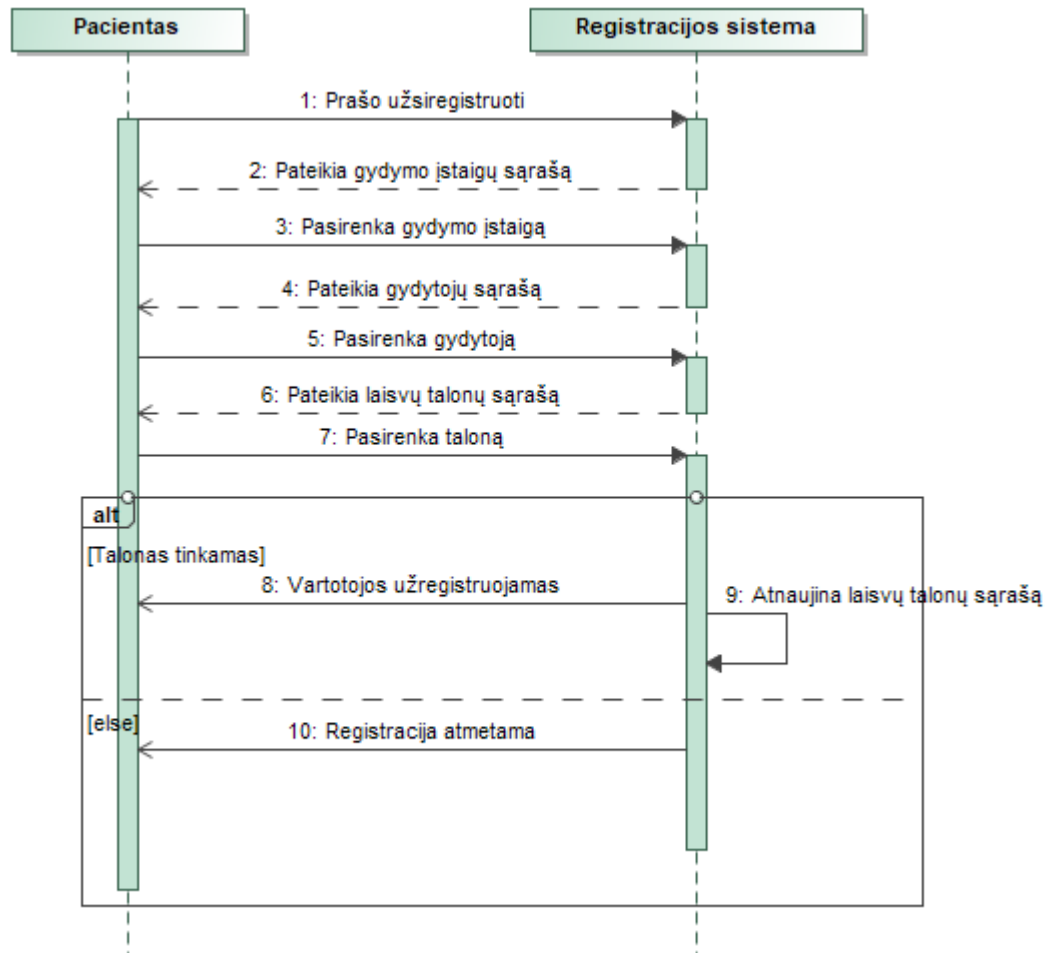 Pacientas
Registracijos sistema
1: Prašo užsiregistruoti
2: Pateikia gydymo įstaigų sąrašą
3: Pasirenka gydymo įstaigą
4: Pateikia gydytojų sąrašą
5: Pasirenka gydytoją
6: Pateikia laisvų talonų sąrašą
7: Pasirenka taloną
alt
[Talonas tinkamas]
8: Vartotojos užregistruojamas
9: Atnaujina laisvų talonų sąrašą
[else]
10: Registracija atmetama